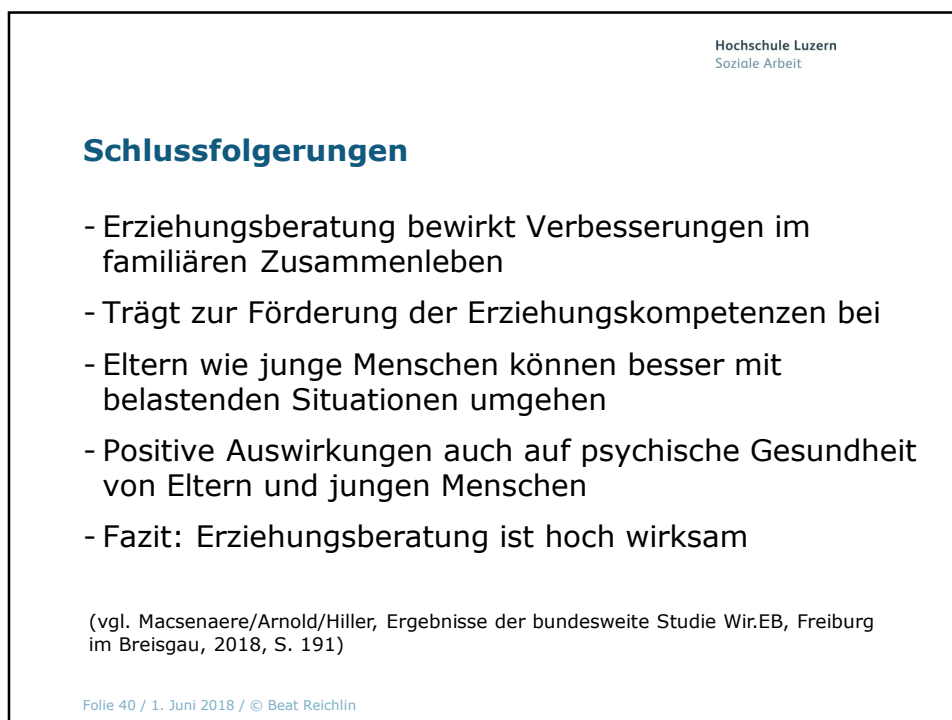 Hochschule Luzern
Soziale Arbeit
Schlussfolgerungen
- Erziehungsberatung bewirkt Verbesserungen im
familiären Zusammenleben
- Trägt zur Förderung der Erziehungskompetenzen bei
- Eltern wie junge Menschen können besser mit
belastenden Situationen umgehen
- Positive Auswirkungen auch auf psychische Gesundheit
von Eltern und jungen Menschen
- Fazit: Erziehungsberatung ist hoch wirksam
(vgl. Macsenaere/Arnold/Hiller, Ergebnisse der bundesweite Studie Wir.EB, Freiburg
im Breisgau, 2018, S. 191)
Folie 40 / 1. Juni 2018 / © Beat Reichlin